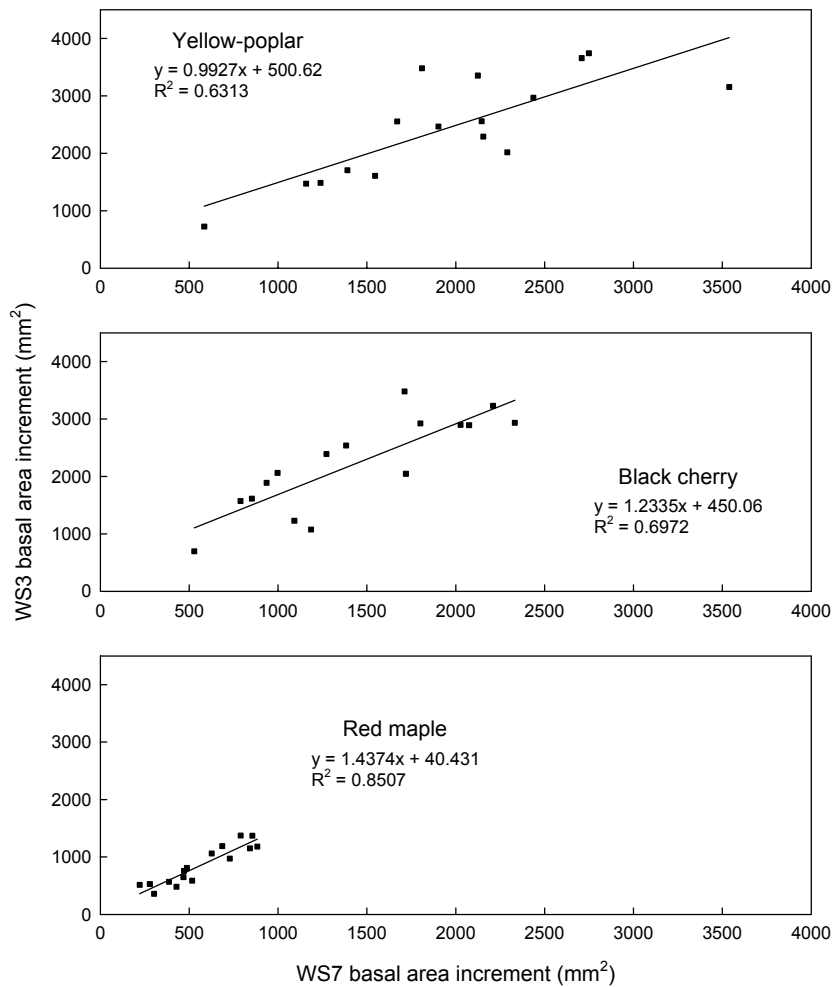 4000
3000
2000
1000
0
Yellow-poplar
y = 0.9927x + 500.62
R² = 0.6313
0 500 1000 1500 2000 2500 3000 3500 4000
WS3 basal area increment (mm²)
4000
3000
2000
1000
0
Black cherry
y = 1.2335x + 450.06
R² = 0.6972
0 500 1000 1500 2000 2500 3000 3500 4000
4000
3000
2000
1000
0
Red maple
y = 1.4374x + 40.431
R² = 0.8507
0 500 1000 1500 2000 2500 3000 3500 4000
WS7 basal area increment (mm²)